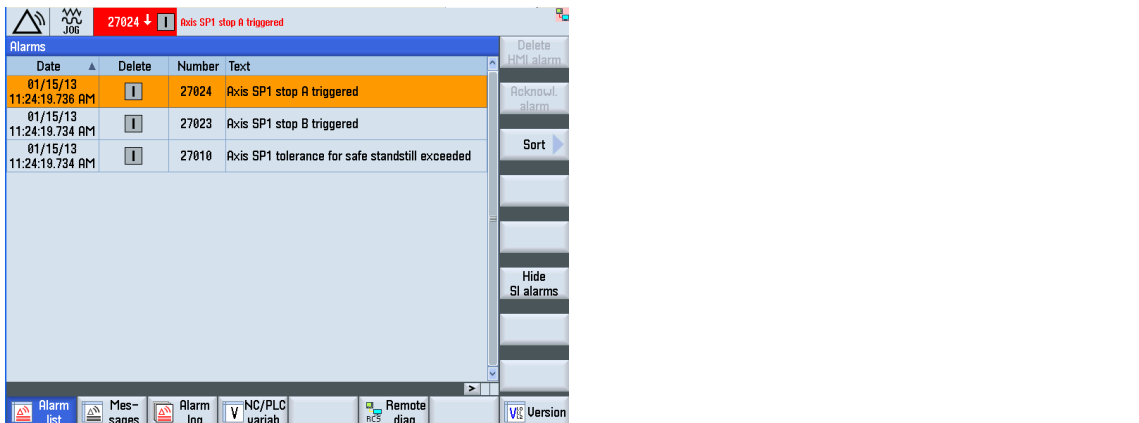 JOG
27024 ↓ I Axis SP1 stop A triggered
Alarms
Date Delete Number Text
01/15/13
11:24:19.736 AM
I 27024 Axis SP1 stop A triggered
01/15/13
11:24:19.734 AM
I 27023 Axis SP1 stop B triggered
01/15/13
11:24:19.734 AM
I 27010 Axis SP1 tolerance for safe standstill exceeded
>
Delete
HMI alarm
Acknowl.
alarm
Sort
Hide
SI alarms
Alarm
list
Mes-
sages
Alarm
log
V
NC/PLC
variab
RCS
Remote
diag
Version